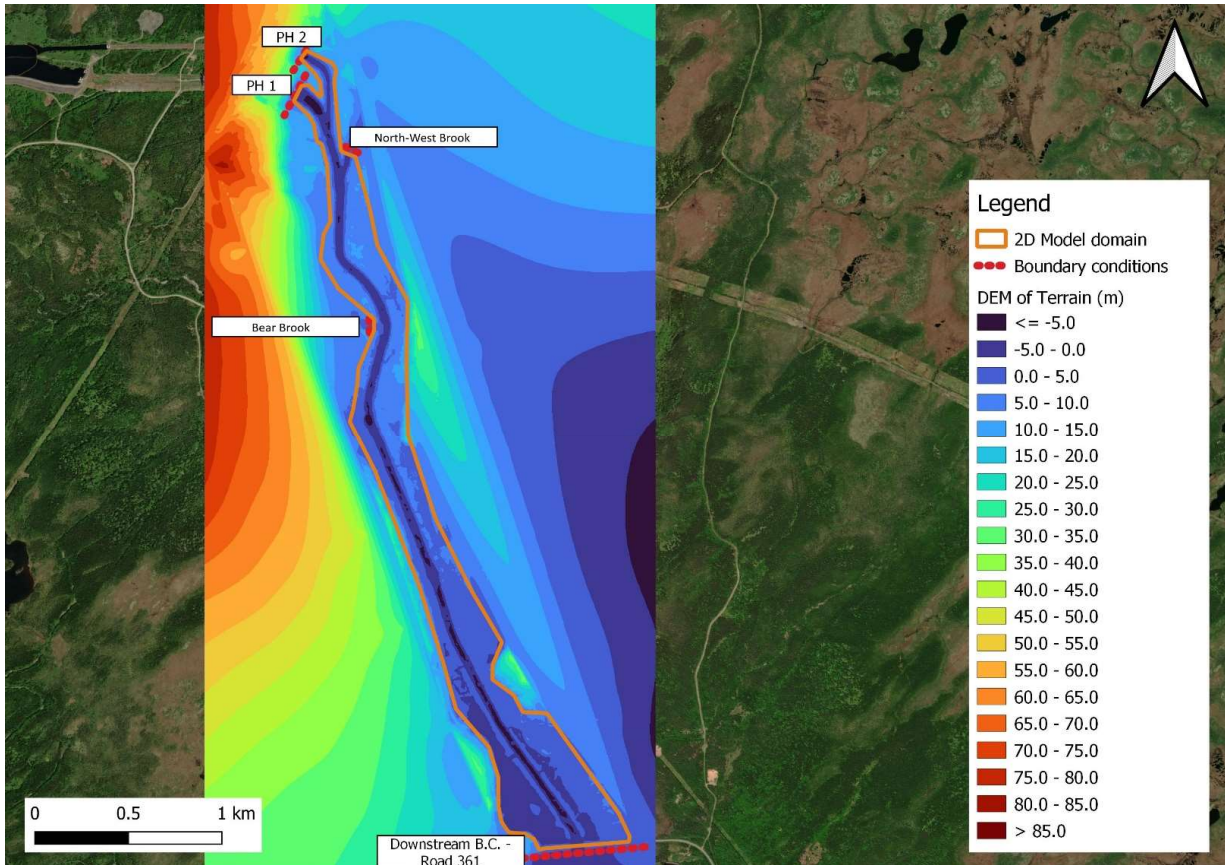 PH 2
PH 1
North-West Brook
Bear Brook
Legend
2D Model domain
Boundary conditions
DEM of Terrain (m)
<= -5.0
-5.0 - 0.0
0.0 - 5.0
5.0 - 10.0
10.0 - 15.0
15.0 - 20.0
20.0 - 25.0
25.0 - 30.0
30.0 - 35.0
35.0 - 40.0
40.0 - 45.0
45.0 - 50.0
50.0 - 55.0
55.0 - 60.0
60.0 - 65.0
65.0 - 70.0
70.0 - 75.0
75.0 - 80.0
80.0 - 85.0
> 85.0
0 0.5 1 km
Downstream B.C. -
Road 361